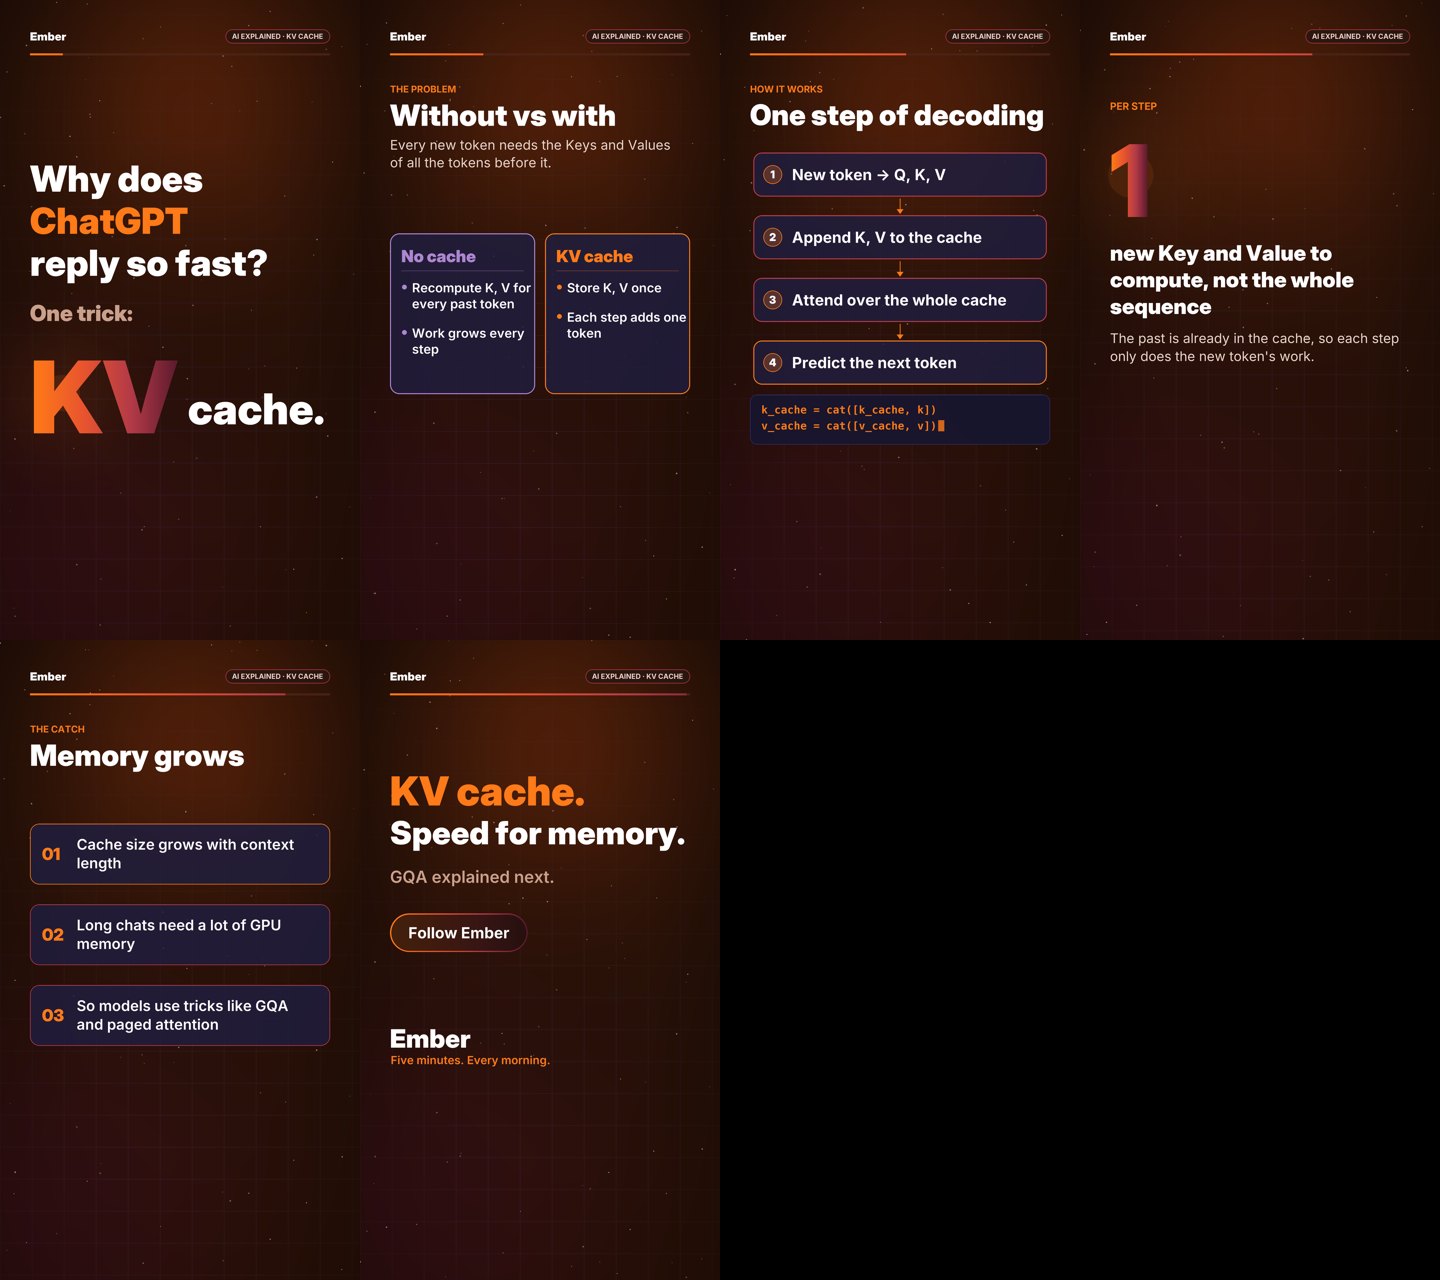 Ember
AI EXPLAINED · KV CACHE
Why does
ChatGPT
reply so fast?
One trick:
KV cache.
Ember
AI EXPLAINED · KV CACHE
THE PROBLEM
Without vs with
Every new token needs the Keys and Values
of all the tokens before it.
No cache
• Recompute K, V for
every past token
• Work grows every
step
KV cache
• Store K, V once
• Each step adds one
token
Ember
AI EXPLAINED · KV CACHE
HOW IT WORKS
One step of decoding
1 New token → Q, K, V
2 Append K, V to the cache
3 Attend over the whole cache
4 Predict the next token
k_cache = cat([k_cache, k])
v_cache = cat([v_cache, v])
Ember
AI EXPLAINED · KV CACHE
PER STEP
1
new Key and Value to
compute, not the whole
sequence
The past is already in the cache, so each step
only does the new token's work.
Ember
AI EXPLAINED · KV CACHE
THE CATCH
Memory grows
01 Cache size grows with context
length
02 Long chats need a lot of GPU
memory
03 So models use tricks like GQA
and paged attention
Ember
AI EXPLAINED · KV CACHE
KV cache.
Speed for memory.
GQA explained next.
Follow Ember
Ember
Five minutes. Every morning.